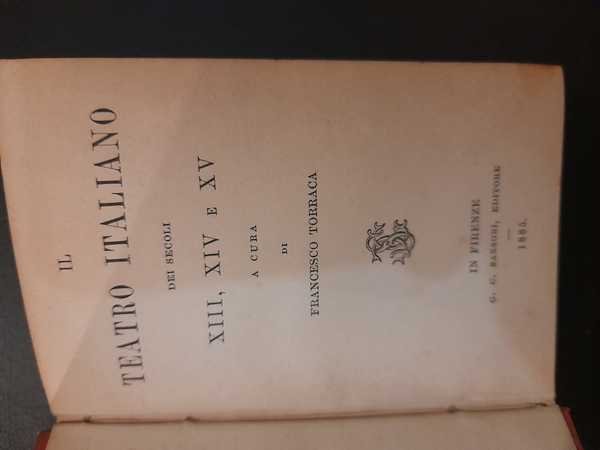 IL
TEATRO ITALIANO
DEI SECOLI
XIII, XIV E XV
A CURA
DI
FRANCESCO TORRACA
IN FIRENZE
G. C. SANSONI, EDITORE
1885.